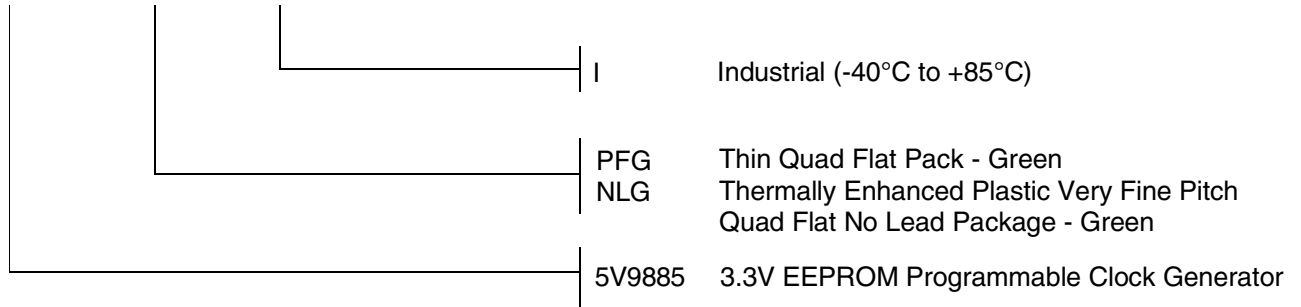 I Industrial (-40°C to +85°C)
PFG Thin Quad Flat Pack - Green
NLG Thermally Enhanced Plastic Very Fine Pitch
Quad Flat No Lead Package - Green
5V9885 3.3V EEPROM Programmable Clock Generator